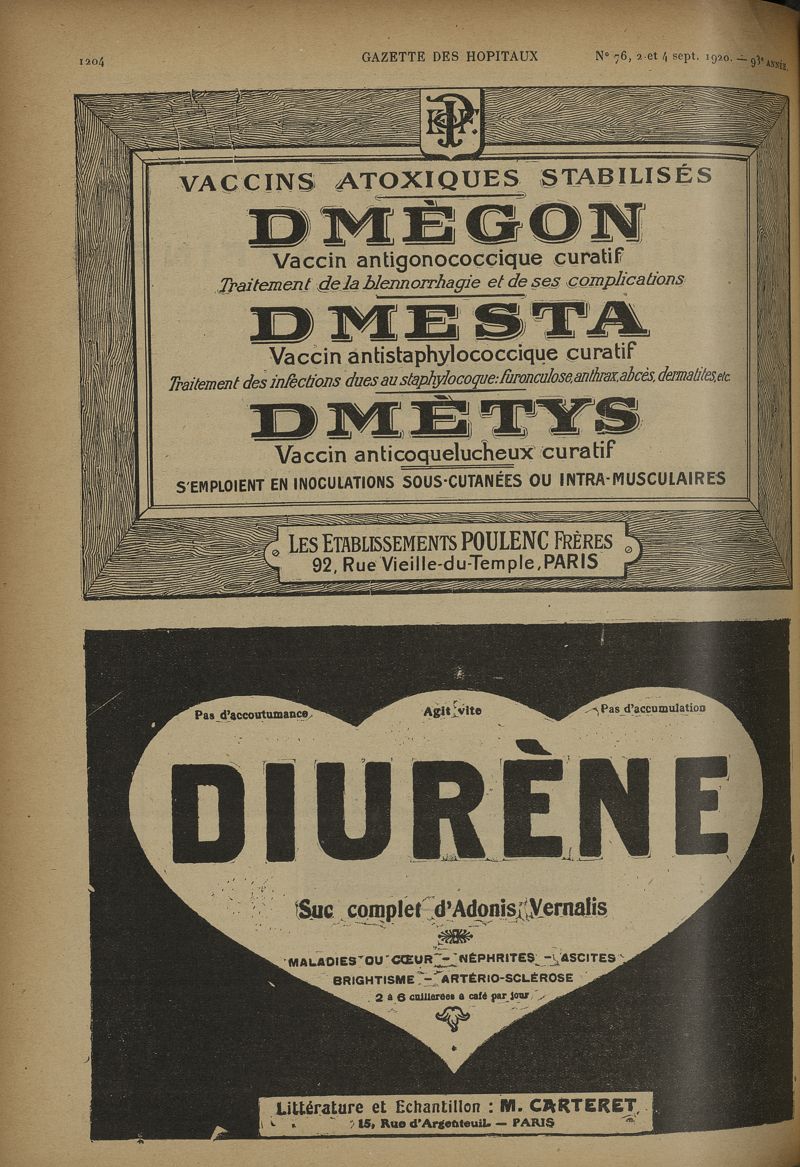 1204 GAZETTE DES HOPITAUX N° 76, 2 et 4 sept. 1920. — 93e ANNÉE.
VACCINS ATOXIQUES STABILISÉS
DMÈGON
Vaccin antigonococcique curatif
Traitement de la blennorrhagie et de ses complications
DMESTA
Vaccin antistaphylococcique curatif
Traitement des infections dues au staphylocoque: furonculose, anthrax, abcès, dermatites, etc.
DMÈTYS
Vaccin anticoquelucheux curatif
S'EMPLOIENT EN INOCULATIONS SOUS-CUTANÉES OU INTRA-MUSCULAIRES
LES ETABLISSEMENTS POULENC FRÈRES
92, Rue Vieille-du-Temple, PARIS
Pas d'accoutumance Agit vite Pas d'accumulation
DIURÈNE
Suc complet d'Adonis Vernalis
MALADIES DU CŒUR - NÉPHRITES - ASCITES
BRIGHTISME - ARTÉRIO-SCLÉROSE
2 à 6 cuillerées à café par jour
Littérature et Echantillon : M. CARTERET
15, Rue d'Argenteuil — PARIS